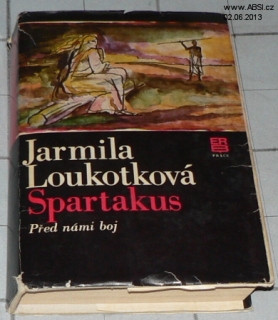 © www.ABSI.cz
02.06.2013
Jarmila
Loukotková
Spartakus
Před námi boj
PRÁCE